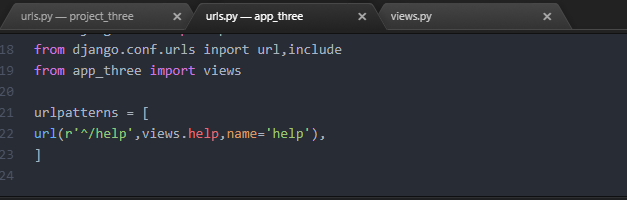 urls.py — project_three × urls.py — app_three × views.py ×
18 from django.conf.urls inport url,include
19 from app_three import views
20
21 urlpatterns = [
22 url(r'^/help',views.help,name='help'),
23 ]
24